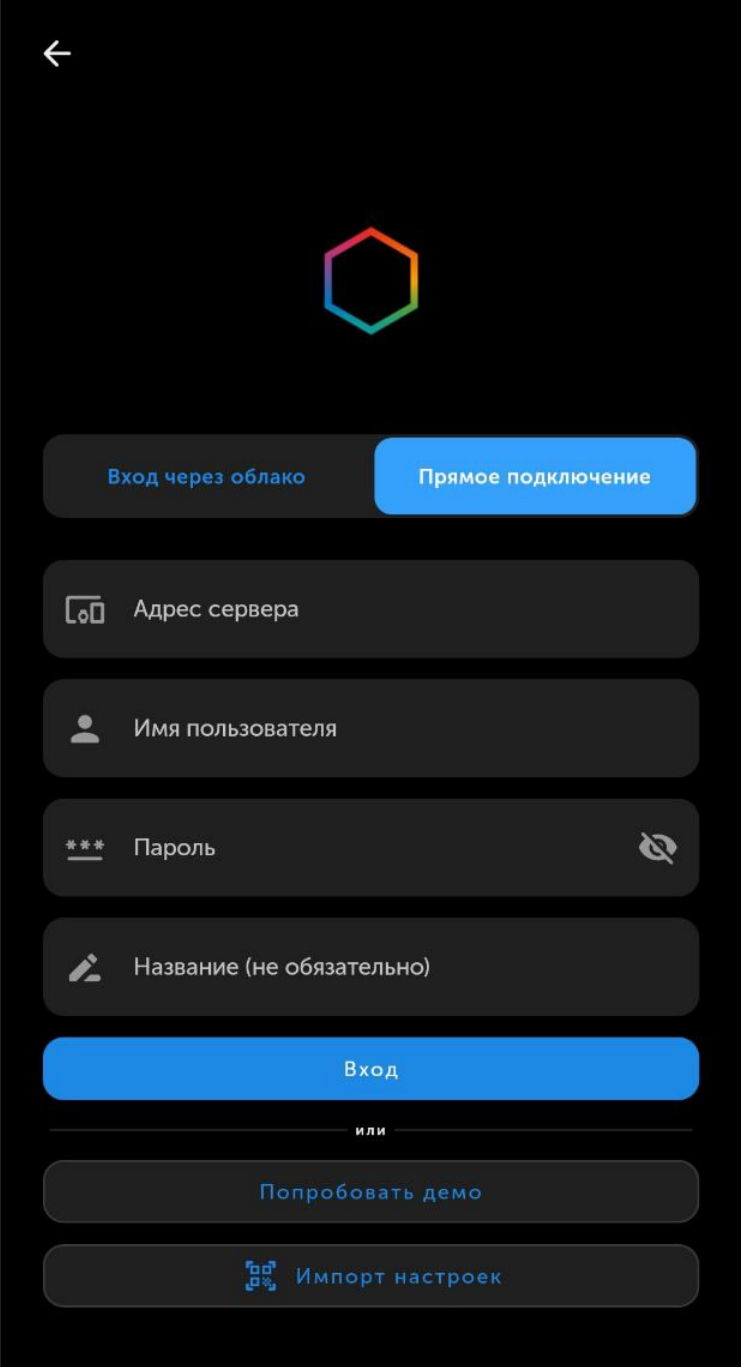 Вход через облако
Прямое подключение
Адрес сервера
Имя пользователя
Пароль
Название (не обязательно)
Вход
или
Попробовать демо
Импорт настроек